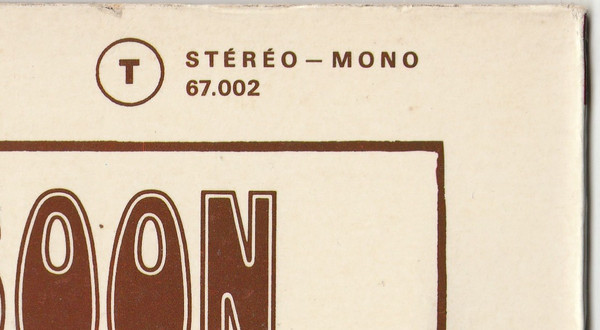 T
STÉRÉO — MONO
67.002
OON